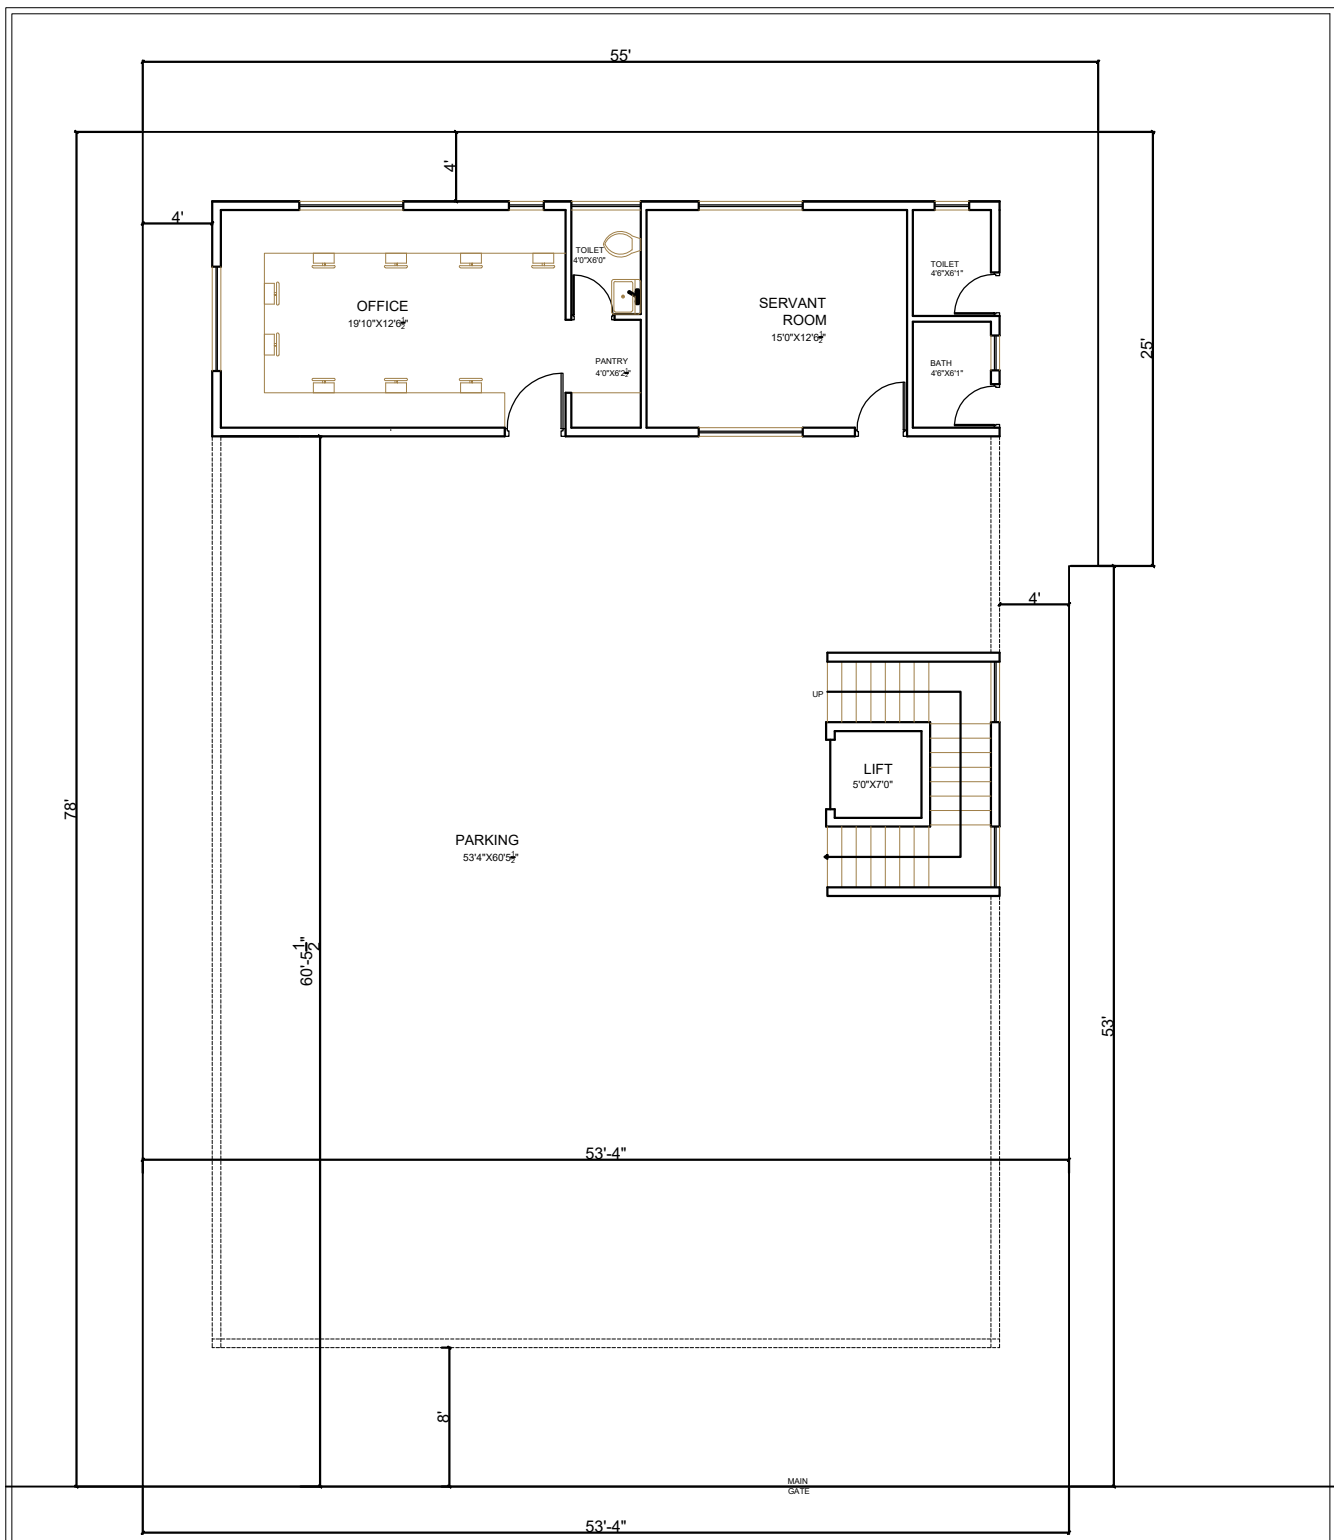 55'
4'
4'
TOILET
4'0"X6'0"
TOILET
4'6"X6'1"
OFFICE
19'10"X12'6½"
SERVANT
ROOM
15'0"X12'6½"
25'
PANTRY
4'0"X6'2½"
BATH
4'6"X6'1"
4'
UP
LIFT
5'0"X7'0"
78'
PARKING
53'4"X60'5½"
60'-5½"
53'
53'-4"
8'
MAIN
GATE
53'-4"